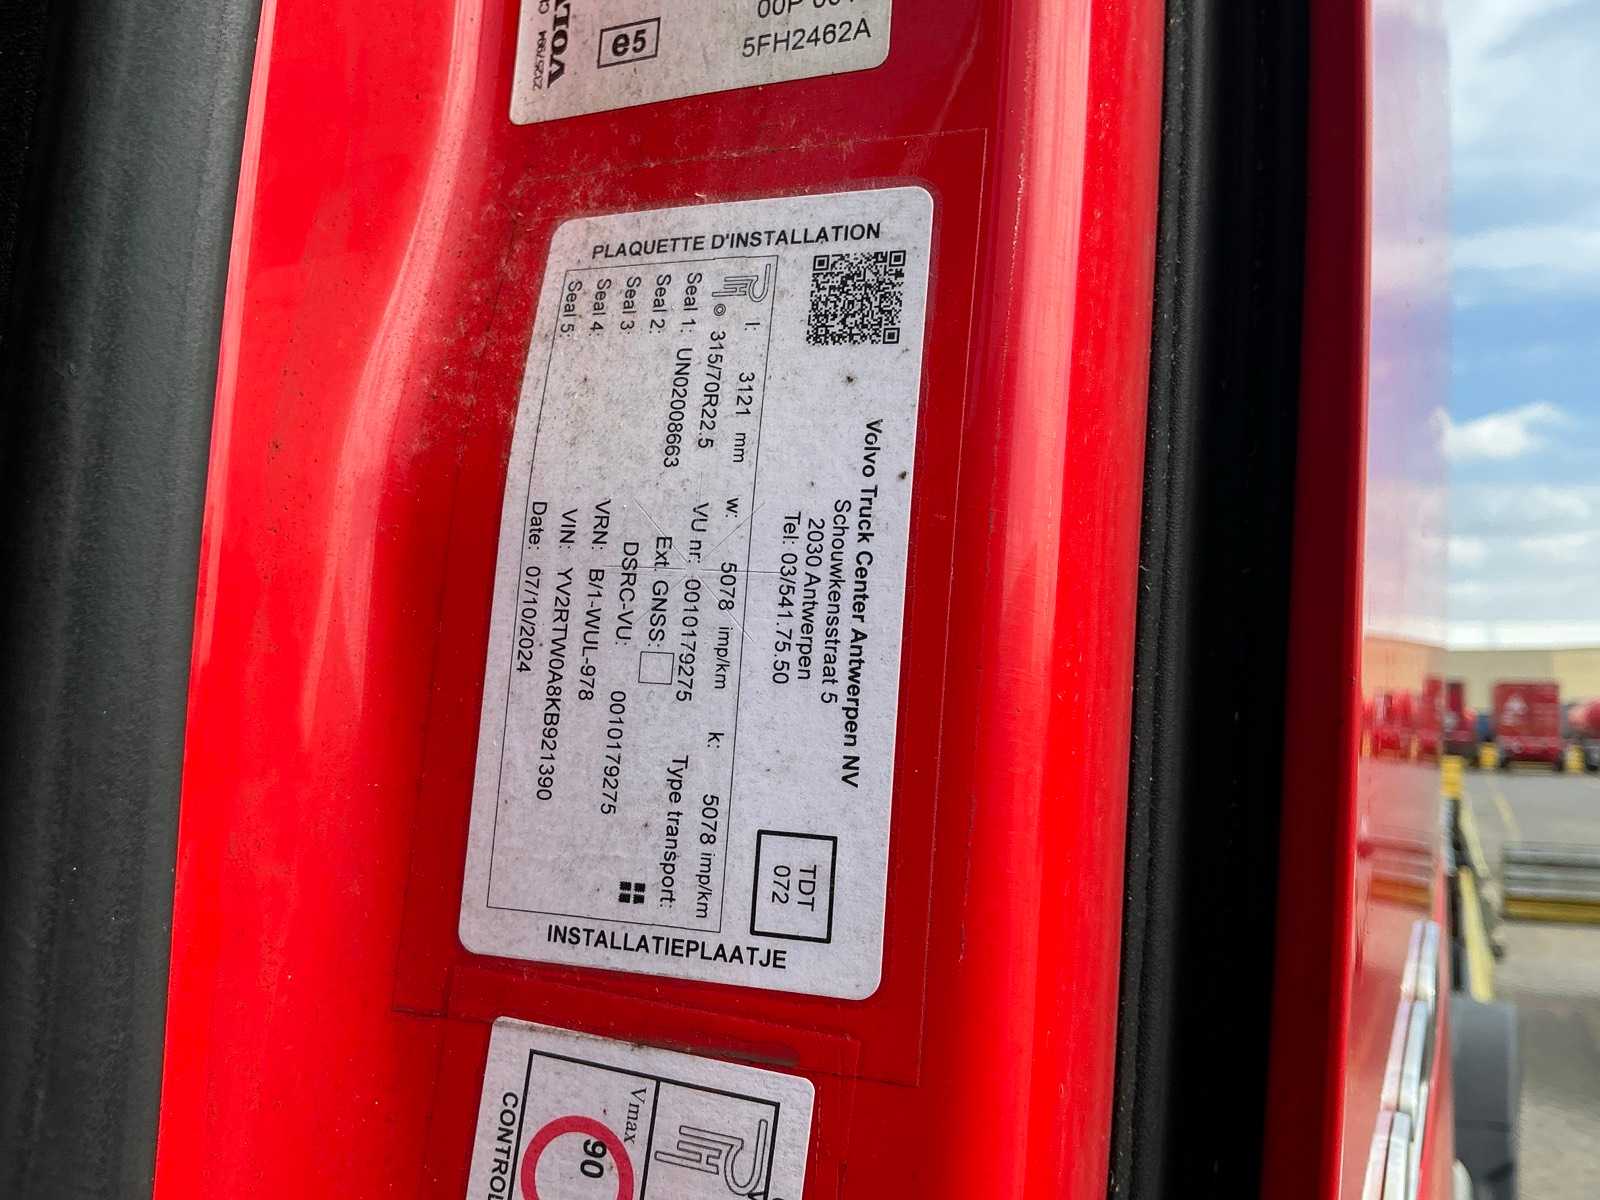 e5
5FH2462A
PLAQUETTE D'INSTALLATION
Volvo Truck Center Antwerpen NV
Schouwkensstraat 5
2030 Antwerpen
Tel: 03/541.75.50
TDT
072
l: 3121 mm w: 5078 imp/km k: 5078 imp/km
315/70R22.5 VU nr: 0010179275 Type transport:
Seal 1: UN02008663 Ext. GNSS:
Seal 2: DSRC-VU: 0010179275
Seal 3: VRN: B/1-WUL-978
Seal 4: VIN: YV2RTW0A8KB921390
Seal 5: Date: 07/10/2024
INSTALLATIEPLAATJE
Vmax
90